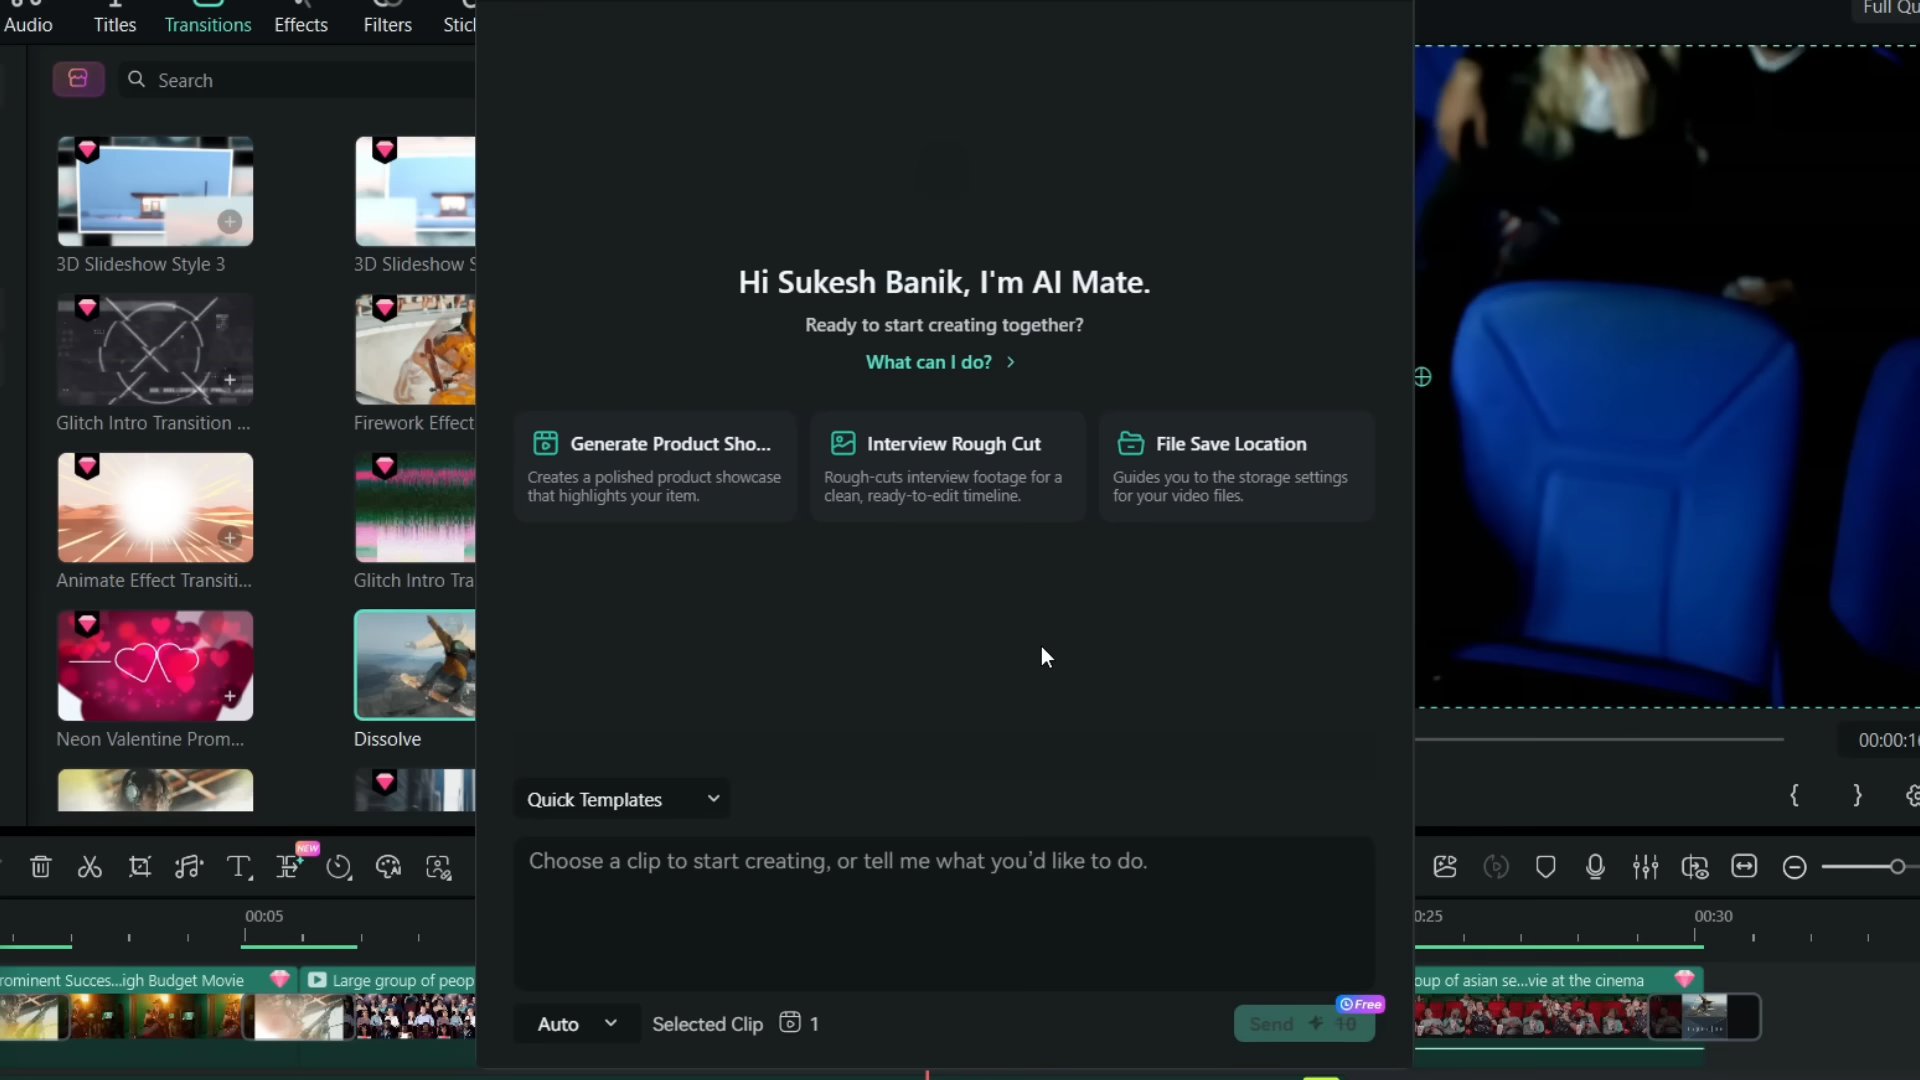 Audio
Titles
Transitions
Effects
Filters
Stic
Full Qu
Search
3D Slideshow Style 3
3D Slideshow S
Glitch Intro Transition ...
Firework Effect
Animate Effect Transiti...
Glitch Intro Tra
Neon Valentine Prom...
Dissolve
Hi Sukesh Banik, I'm AI Mate.
Ready to start creating together?
What can I do? >
Generate Product Sho...
Creates a polished product showcase
that highlights your item.
Interview Rough Cut
Rough-cuts interview footage for a
clean, ready-to-edit timeline.
File Save Location
Guides you to the storage settings
for your video files.
Quick Templates
Choose a clip to start creating, or tell me what you'd like to do.
Auto
Selected Clip
1
Free
Send
10
00:00:16
{ }
NEW
00:05
0:25
00:30
rominent Succes...igh Budget Movie
Large group of peop
oup of asian se...vie at the cinema